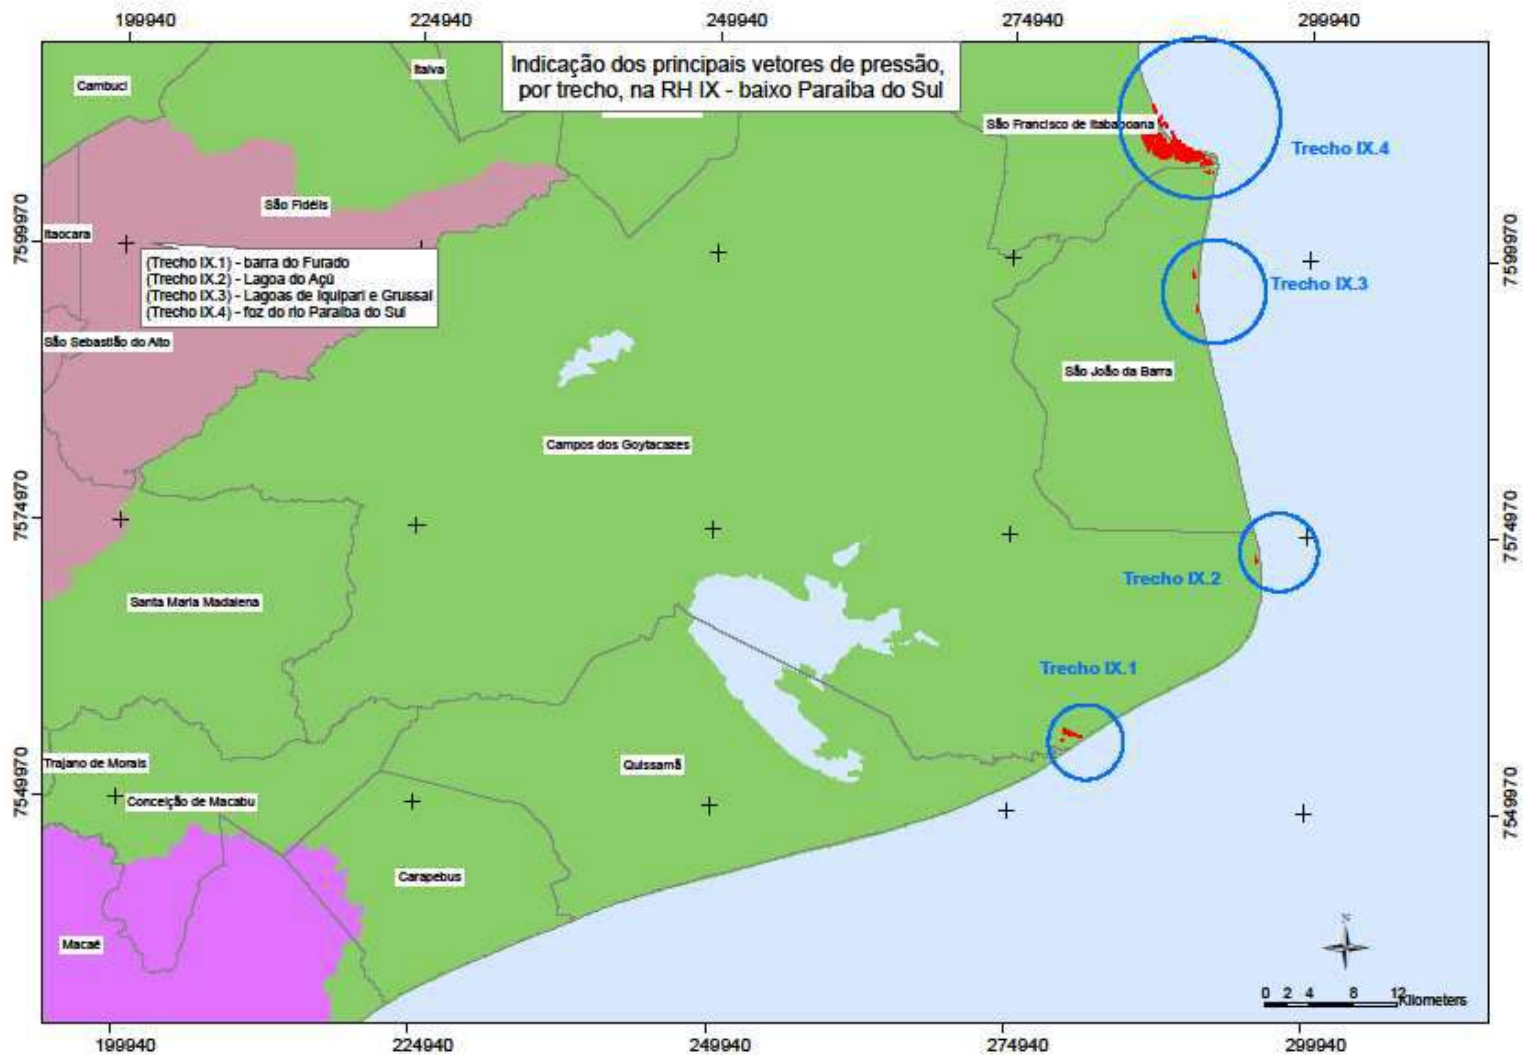 199940
224940
249940
274940
299940
Indicação dos principais vetores de pressão,
por trecho, na RH IX - baixo Paraíba do Sul
Cambuci
Italva
São Francisco de Itabapoana
Trecho IX.4
São Fidélis
Itaocara
7599970
7599970
(Trecho IX.1) - barra do Furado
(Trecho IX.2) - Lagoa do Açú
(Trecho IX.3) - Lagoas de Iquipari e Grussaí
(Trecho IX.4) - foz do rio Paraíba do Sul
Trecho IX.3
São Sebastião do Alto
São João da Barra
Campos dos Goytacazes
7574970
7574970
Trecho IX.2
Santa Maria Madalena
Trecho IX.1
Trajano de Morais
Quissamã
7549970
7549970
Conceição de Macabu
Carapebus
Macaé
N
0 2 4 8 12
Kilometers
199940
224940
249940
274940
299940